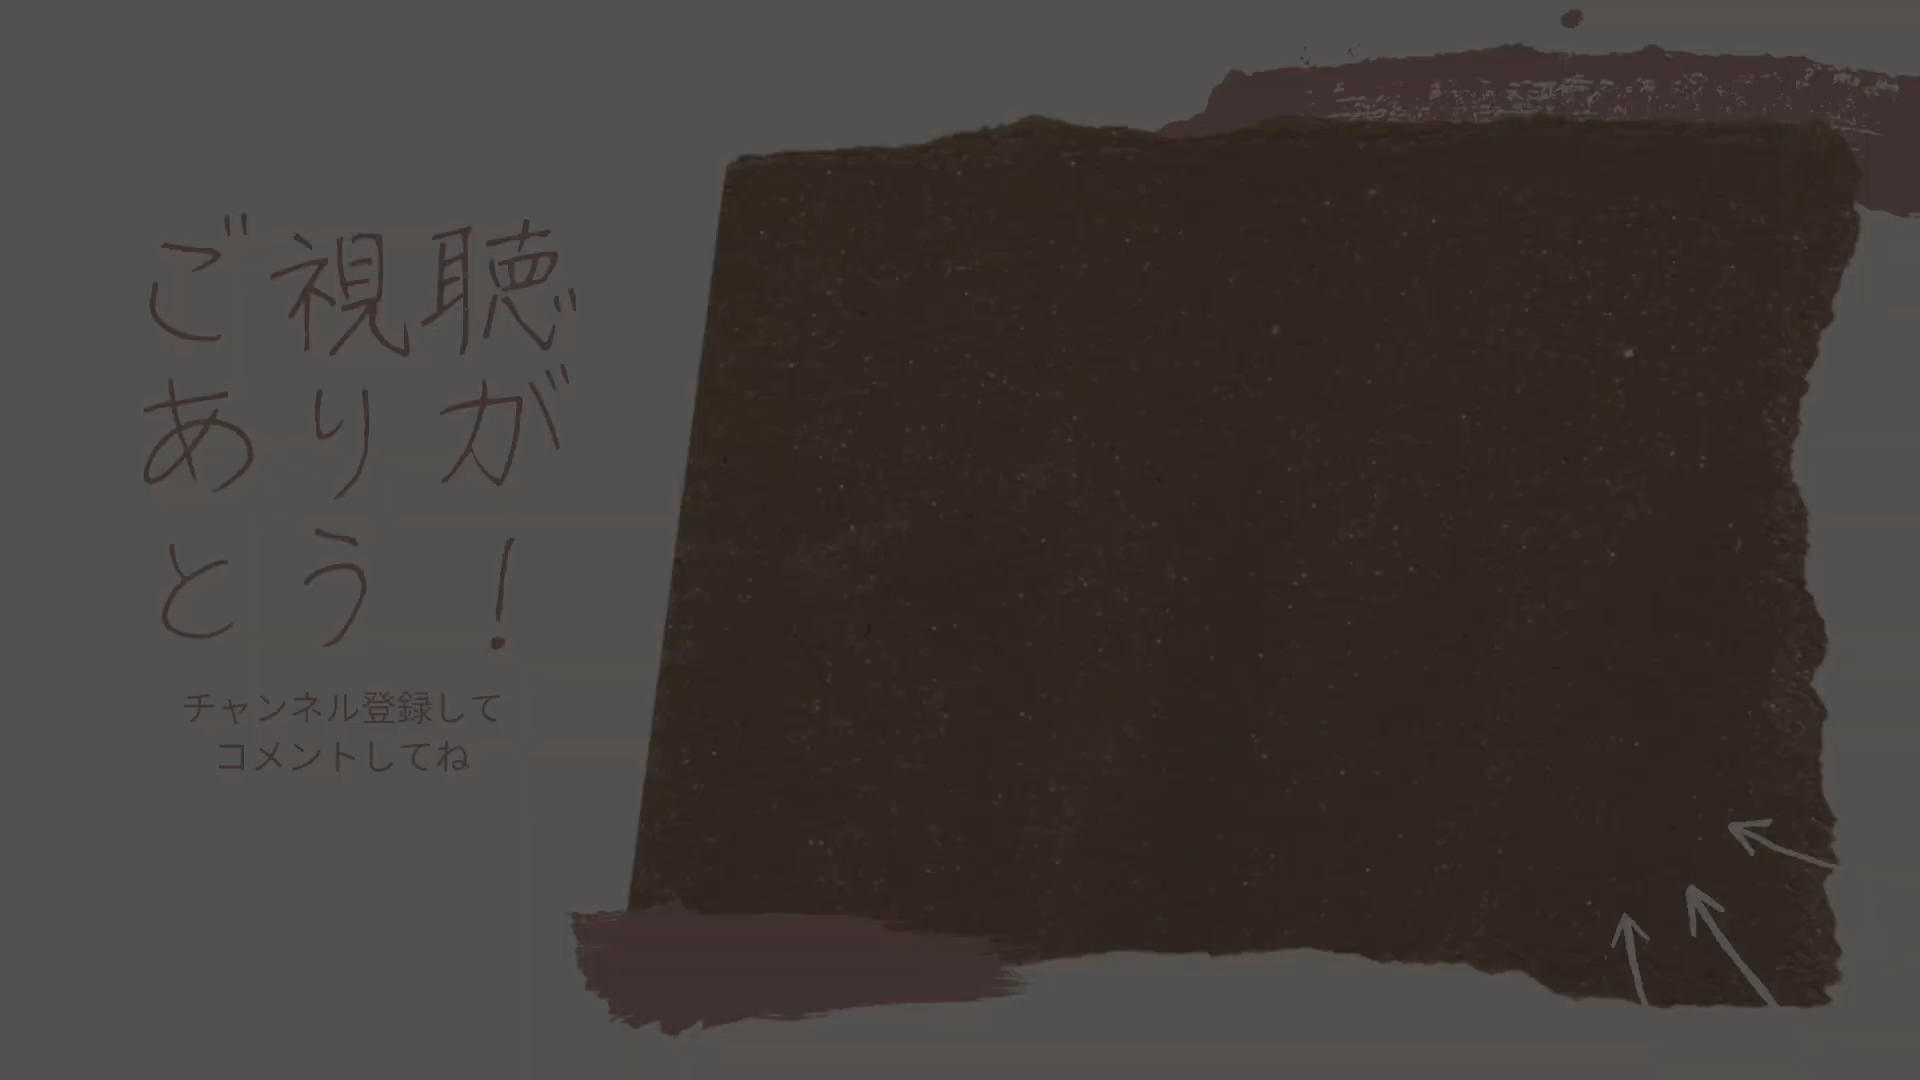 ご視聴
ありが
とう！
チャンネル登録して
コメントしてね